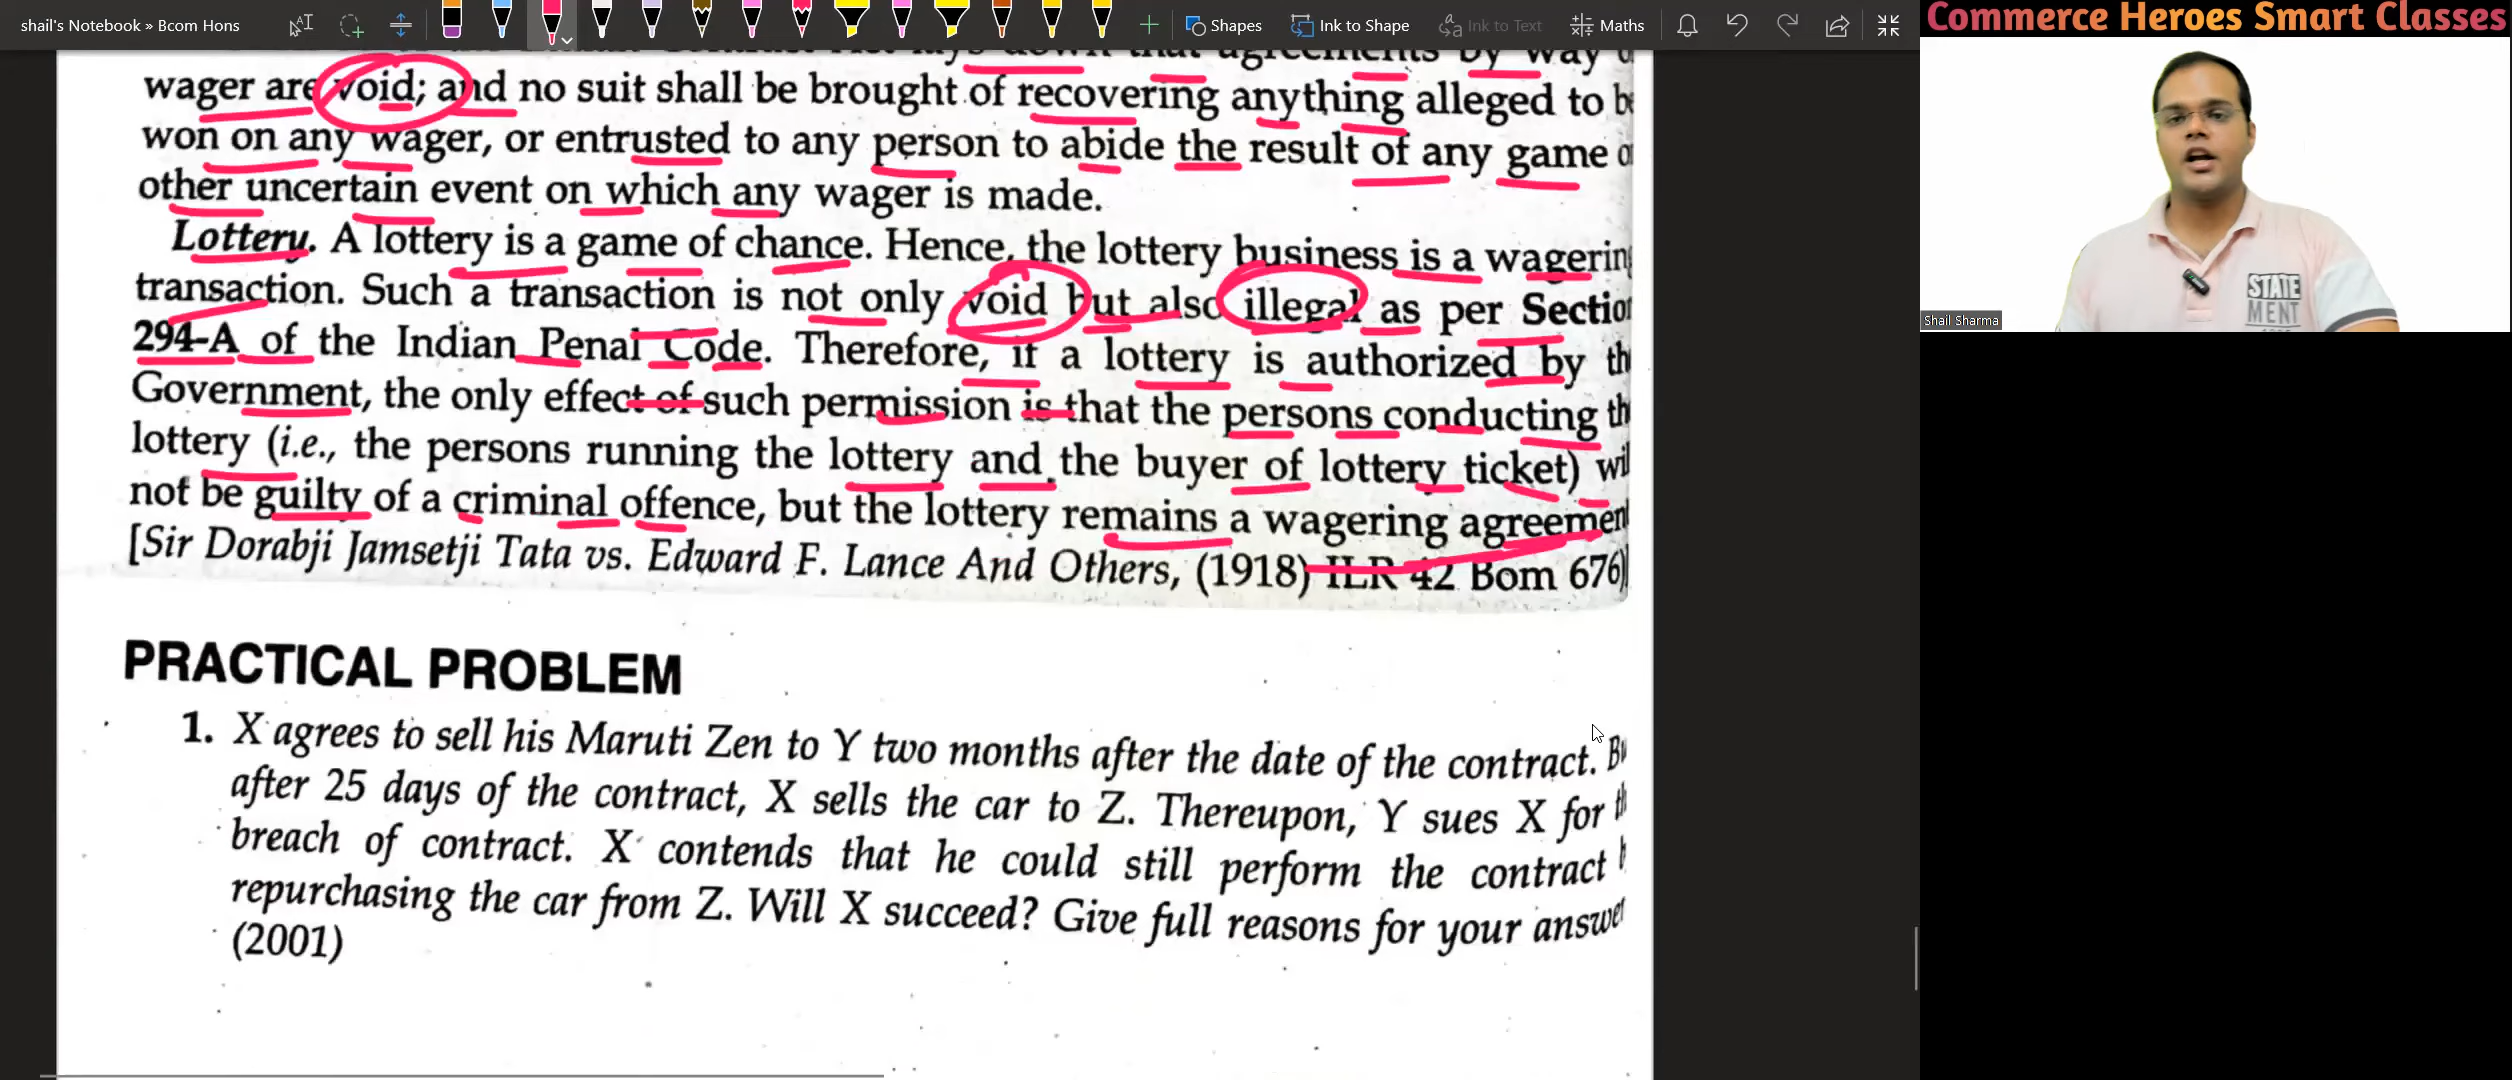 shail's Notebook » Bcom Hons
Shapes
Ink to Shape
Ink to Text
Maths
Commerce Heroes Smart Classes
that agreements by way
wager are void; and no suit shall be brought of recovering anything alleged to be
won on any wager, or entrusted to any person to abide the result of any game
other uncertain event on which any wager is made.
Lottery. A lottery is a game of chance. Hence, the lottery business is a wagering
transaction. Such a transaction is not only void but also illegal as per Section
294-A of the Indian Penal Code. Therefore, if a lottery is authorized by
Government, the only effect of such permission is that the persons conducting
lottery (i.e., the persons running the lottery and the buyer of lottery ticket)
not be guilty of a criminal offence, but the lottery remains a wagering agreement
[Sir Dorabji Jamsetji Tata vs. Edward F. Lance And Others, (1918) ILR 42 Bom 676)]
STATE
MENT
Shail Sharma
PRACTICAL PROBLEM
1. X agrees to sell his Maruti Zen to Y two months after the date of the contract.
after 25 days of the contract, X sells the car to Z. Thereupon, Y sues X for
breach of contract. X contends that he could still perform the contract
repurchasing the car from Z. Will X succeed? Give full reasons for your answer
(2001)